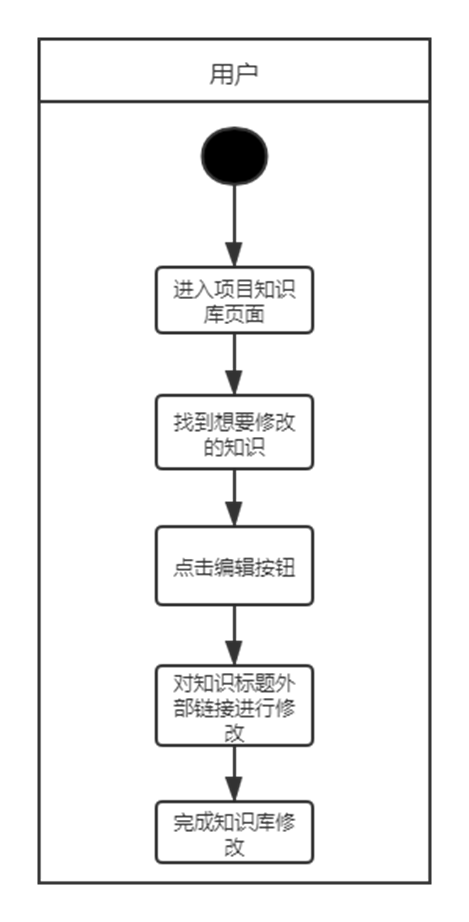 用户
进入项目知识
库页面
找到想要修改
的知识
点击编辑按钮
对知识标题外
部链接进行修
改
完成知识库修
改